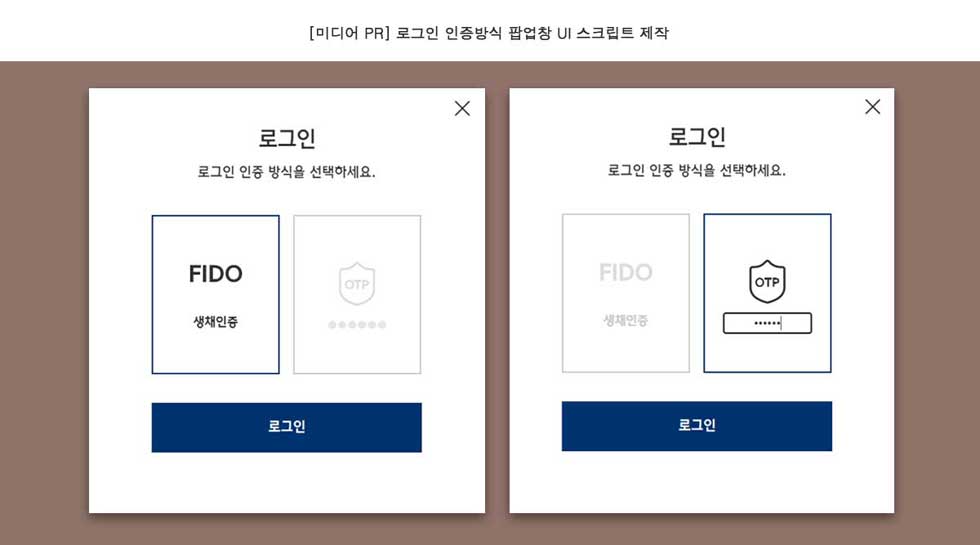 [미디어 PR] 로그인 인증방식 팝업창 UI 스크립트 제작
로그인
로그인 인증 방식을 선택하세요.
FIDO
생채인증
OTP
로그인
로그인
로그인 인증 방식을 선택하세요.
FIDO
생채인증
OTP
로그인